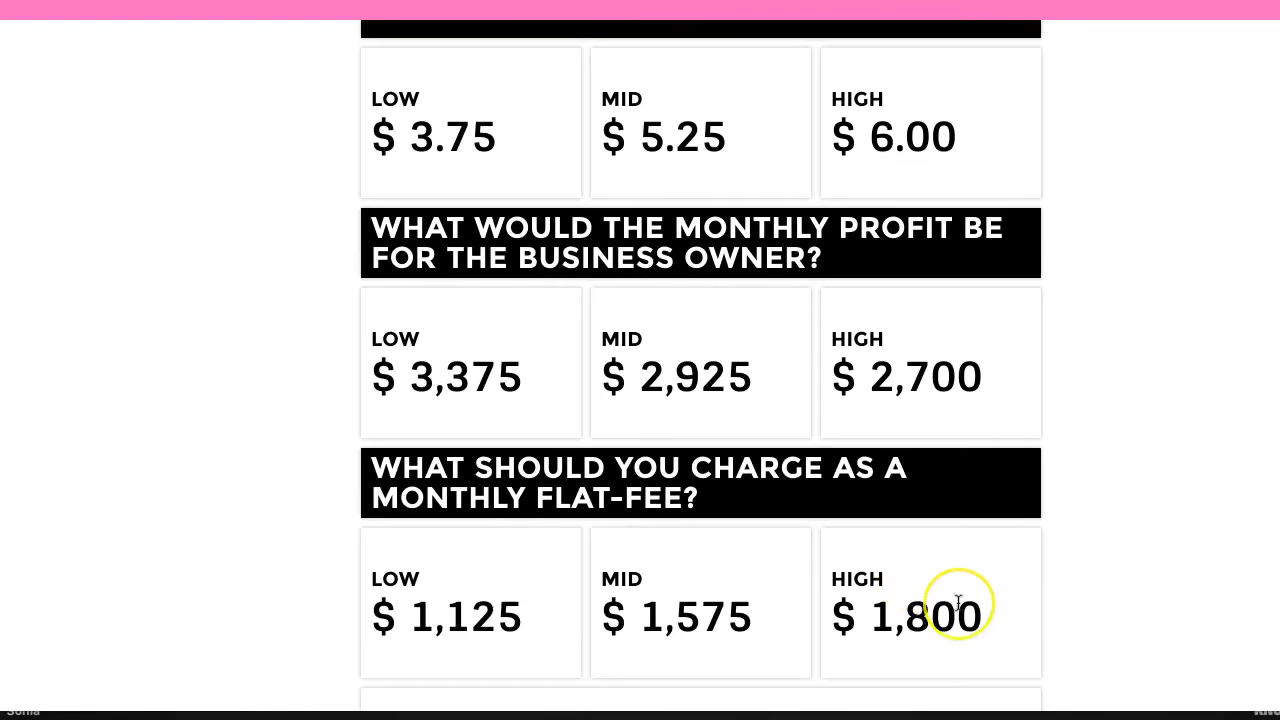 LOW MID HIGH
$ 3.75 $ 5.25 $ 6.00
WHAT WOULD THE MONTHLY PROFIT BE
FOR THE BUSINESS OWNER?
LOW MID HIGH
$ 3,375 $ 2,925 $ 2,700
WHAT SHOULD YOU CHARGE AS A
MONTHLY FLAT-FEE?
LOW MID HIGH
$ 1,125 $ 1,575 $ 1,800